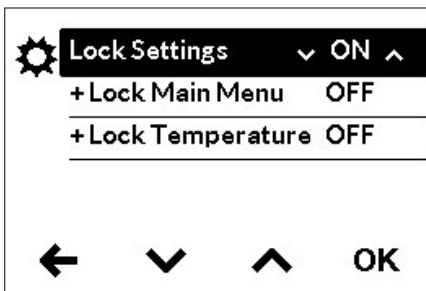 Lock Settings ON
+Lock Main Menu OFF
+Lock Temperature OFF
OK